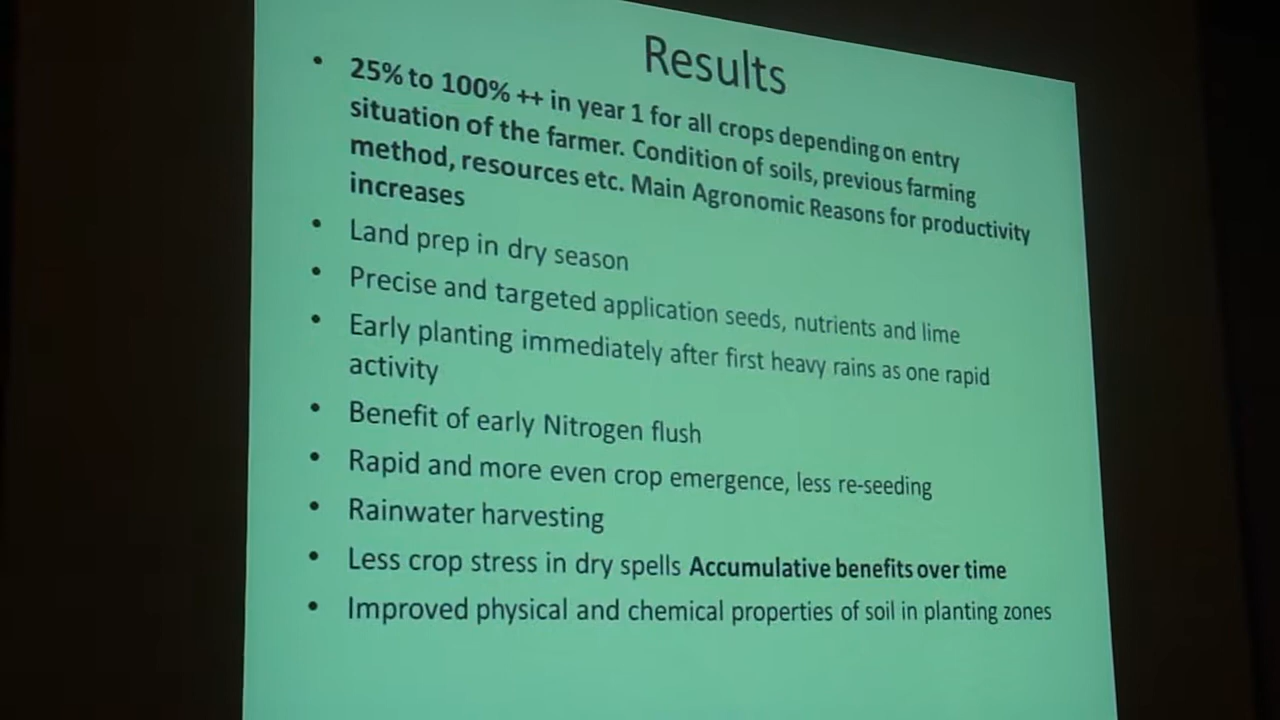 Results
• 25% to 100% ++ in year 1 for all crops depending on entry
situation of the farmer. Condition of soils, previous farming
method, resources etc. Main Agronomic Reasons for productivity
increases
• Land prep in dry season
• Precise and targeted application seeds, nutrients and lime
• Early planting immediately after first heavy rains as one rapid
activity
• Benefit of early Nitrogen flush
• Rapid and more even crop emergence, less re-seeding
• Rainwater harvesting
• Less crop stress in dry spells Accumulative benefits over time
• Improved physical and chemical properties of soil in planting zones